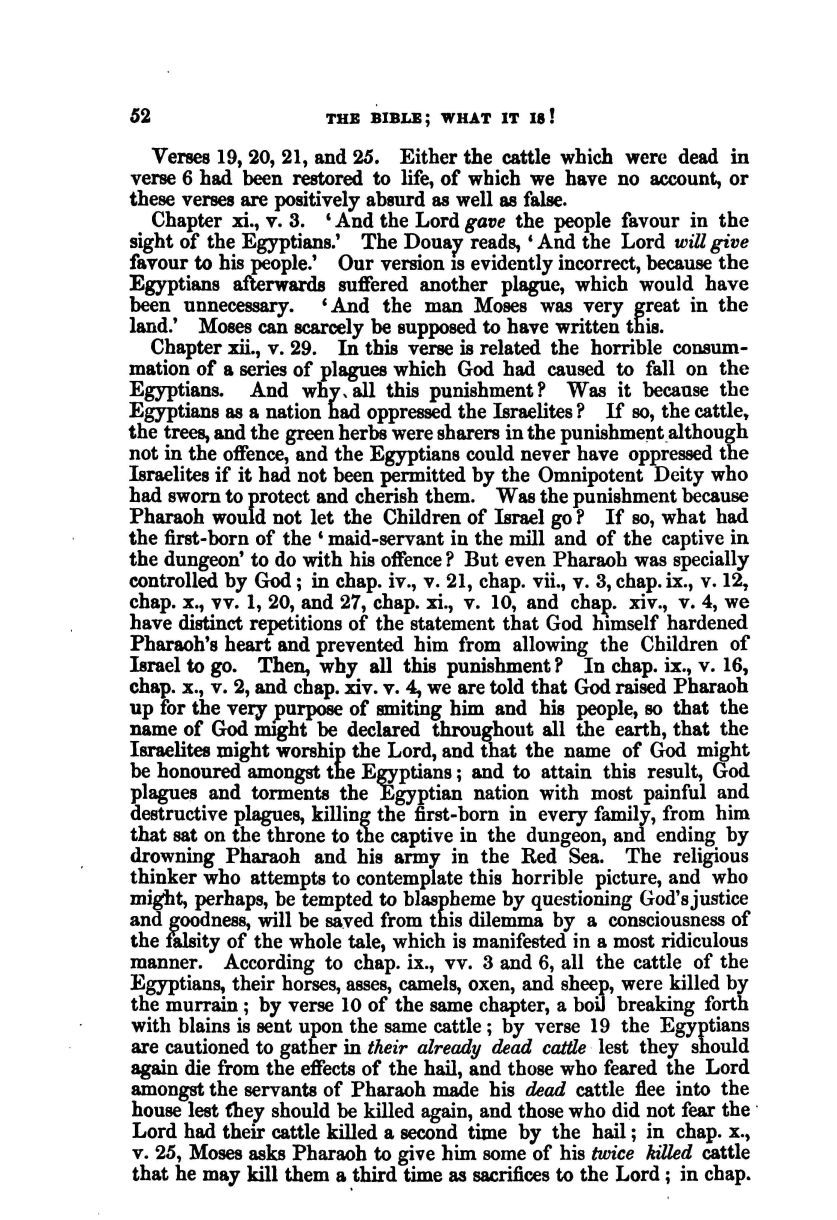 52 THE BIBLE; WHAT IT IS!
Verses 19, 20, 21, and 25. Either the cattle which were dead in
verse 6 had been restored to life, of which we have no account, or
these verses are positively absurd as well as false.
Chapter xi., v. 3. ‘And the Lord gave the people favour in the
sight of the Egyptians.’ The Douay reads, ‘And the Lord will give
favour to his people.’ Our version is evidently incorrect, because the
Egyptians afterwards suffered another plague, which would have
been unnecessary. ‘And the man Moses was very great in the
land.’ Moses can scarcely be supposed to have written this.
Chapter xii., v. 29. In this verse is related the horrible consum-
mation of a series of plagues which God had caused to fall on the
Egyptians. And why, all this punishment? Was it because the
Egyptians as a nation had oppressed the Israelites? If so, the cattle,
the trees, and the green herbs were sharers in the punishment although
not in the offence, and the Egyptians could never have oppressed the
Israelites if it had not been permitted by the Omnipotent Deity who
had sworn to protect and cherish them. Was the punishment because
Pharaoh would not let the Children of Israel go? If so, what had
the first-born of the ‘maid-servant in the mill and of the captive in
the dungeon’ to do with his offence? But even Pharaoh was specially
controlled by God; in chap. iv., v. 21, chap. vii., v. 3, chap. ix., v. 12,
chap. x., vv. 1, 20, and 27, chap. xi., v. 10, and chap. xiv., v. 4, we
have distinct repetitions of the statement that God himself hardened
Pharaoh's heart and prevented him from allowing the Children of
Israel to go. Then, why all this punishment? In chap. ix., v. 16,
chap. x., v. 2, and chap. xiv. v. 4, we are told that God raised Pharaoh
up for the very purpose of smiting him and his people, so that the
name of God might be declared throughout all the earth, that the
Israelites might worship the Lord, and that the name of God might
be honoured amongst the Egyptians; and to attain this result, God
plagues and torments the Egyptian nation with most painful and
destructive plagues, killing the first-born in every family, from him
that sat on the throne to the captive in the dungeon, and ending by
drowning Pharaoh and his army in the Red Sea. The religious
thinker who attempts to contemplate this horrible picture, and who
might, perhaps, be tempted to blaspheme by questioning God's justice
and goodness, will be saved from this dilemma by a consciousness of
the falsity of the whole tale, which is manifested in a most ridiculous
manner. According to chap. ix., vv. 3 and 6, all the cattle of the
Egyptians, their horses, asses, camels, oxen, and sheep, were killed by
the murrain; by verse 10 of the same chapter, a boil breaking forth
with blains is sent upon the same cattle; by verse 19 the Egyptians
are cautioned to gather in their already dead cattle lest they should
again die from the effects of the hail, and those who feared the Lord
amongst the servants of Pharaoh made his dead cattle flee into the
house lest they should be killed again, and those who did not fear the
Lord had their cattle killed a second time by the hail; in chap. x.,
v. 25, Moses asks Pharaoh to give him some of his twice killed cattle
that he may kill them a third time as sacrifices to the Lord; in chap.